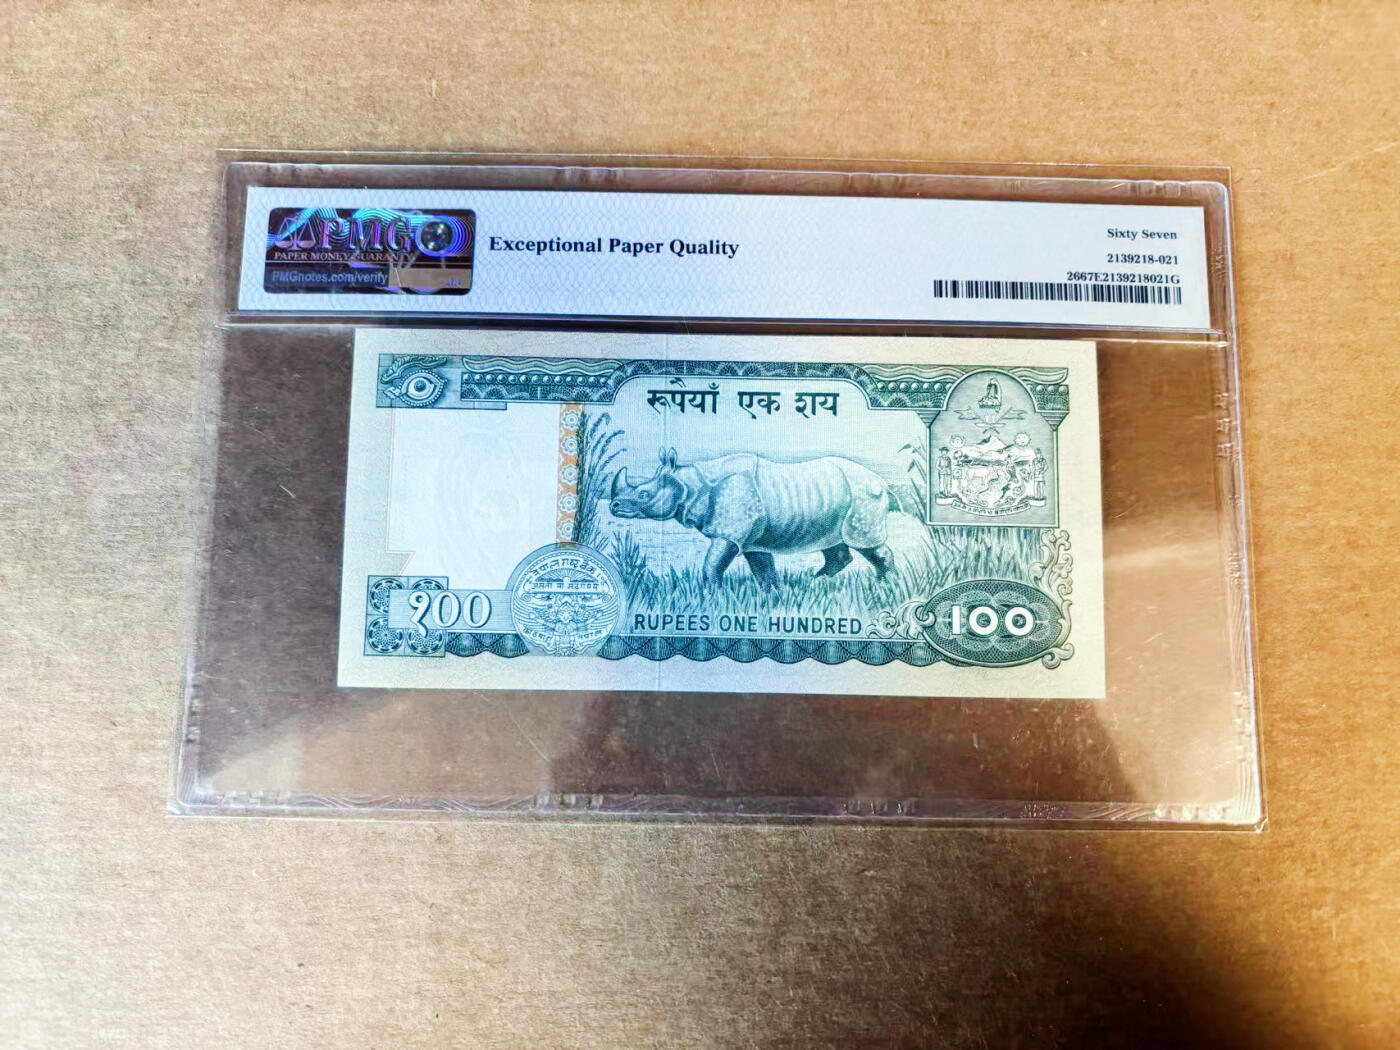 PMG
PAPER MONEY GUARANTY
PMGnotes.com/verify
Exceptional Paper Quality
Sixty Seven
2139218-021
2667E2139218021G
रूपैयाँ एक शय
नेपाल राष्ट्र बैंक
१००
RUPEES ONE HUNDRED
100